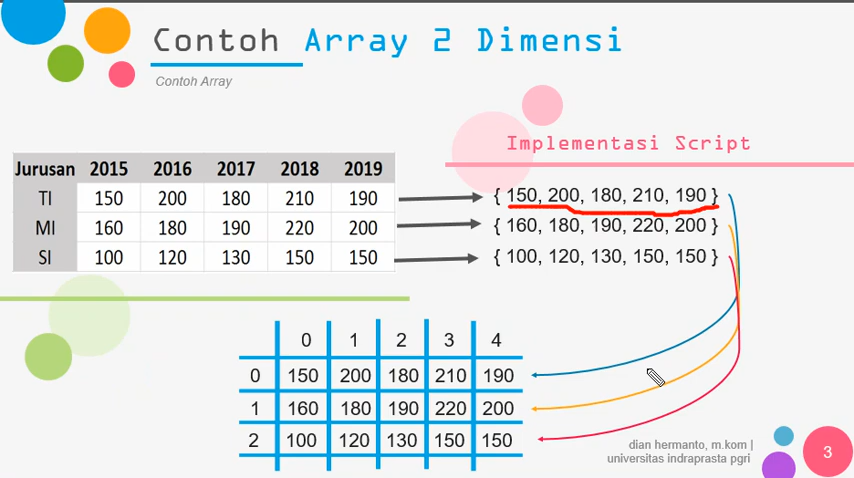 Contoh Array 2 Dimensi
Contoh Array
Implementasi Script
Jurusan 2015 2016 2017 2018 2019
TI 150 200 180 210 190
MI 160 180 190 220 200
SI 100 120 130 150 150
{ 150, 200, 180, 210, 190 }
{ 160, 180, 190, 220, 200 }
{ 100, 120, 130, 150, 150 }
0 1 2 3 4
0 150 200 180 210 190
1 160 180 190 220 200
2 100 120 130 150 150
dian hermanto, m.kom |
universitas indraprasta pgri
3